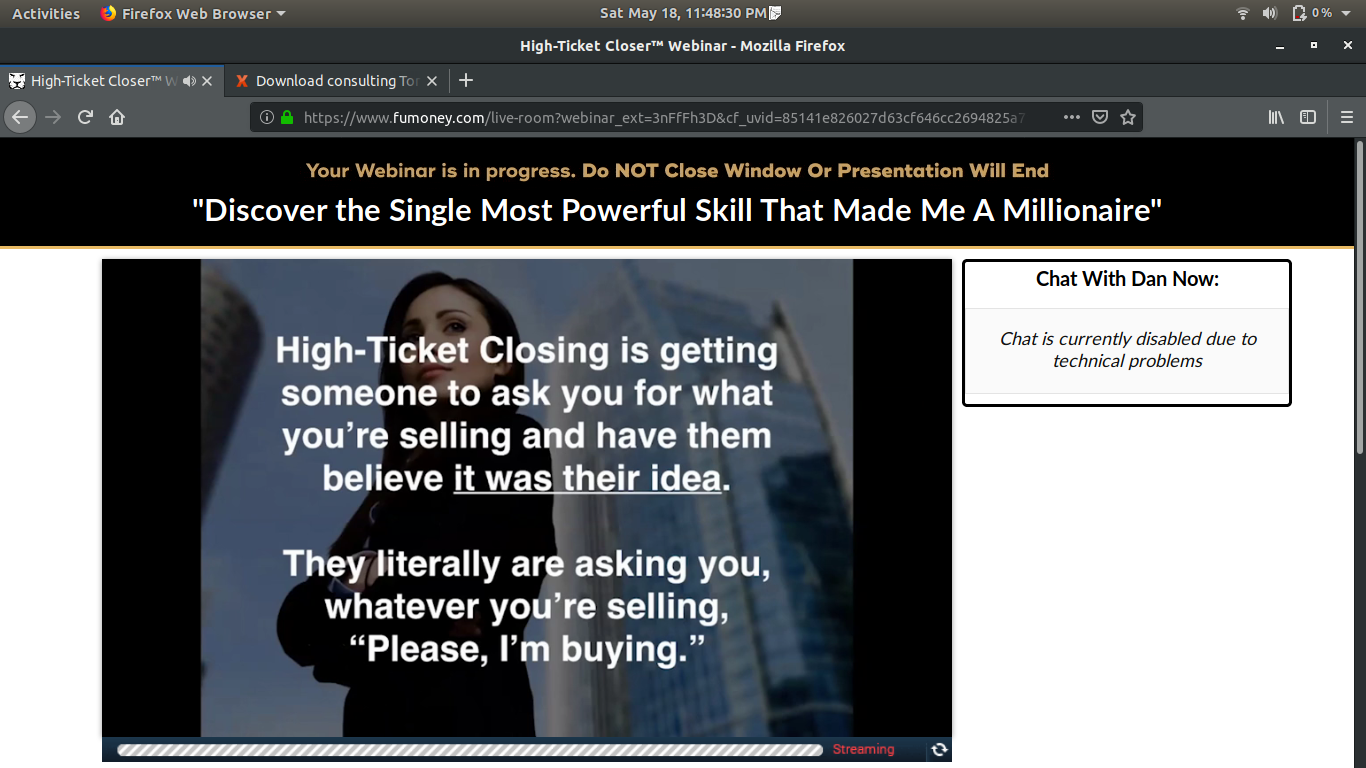 Activities Firefox Web Browser Sat May 18, 11:48:30 PM 0 %
High-Ticket Closer™ Webinar - Mozilla Firefox
High-Ticket Closer™ W Download consulting Tor
https://www.fumoney.com/live-room?webinar_ext=3nFfFh3D&cf_uvid=85141e826027d63cf646cc2694825a7
Your Webinar is in progress. Do NOT Close Window Or Presentation Will End
"Discover the Single Most Powerful Skill That Made Me A Millionaire"
High-Ticket Closing is getting
someone to ask you for what
you’re selling and have them
believe it was their idea.
They literally are asking you,
whatever you’re selling,
“Please, I’m buying.”
Streaming
Chat With Dan Now:
Chat is currently disabled due to
technical problems